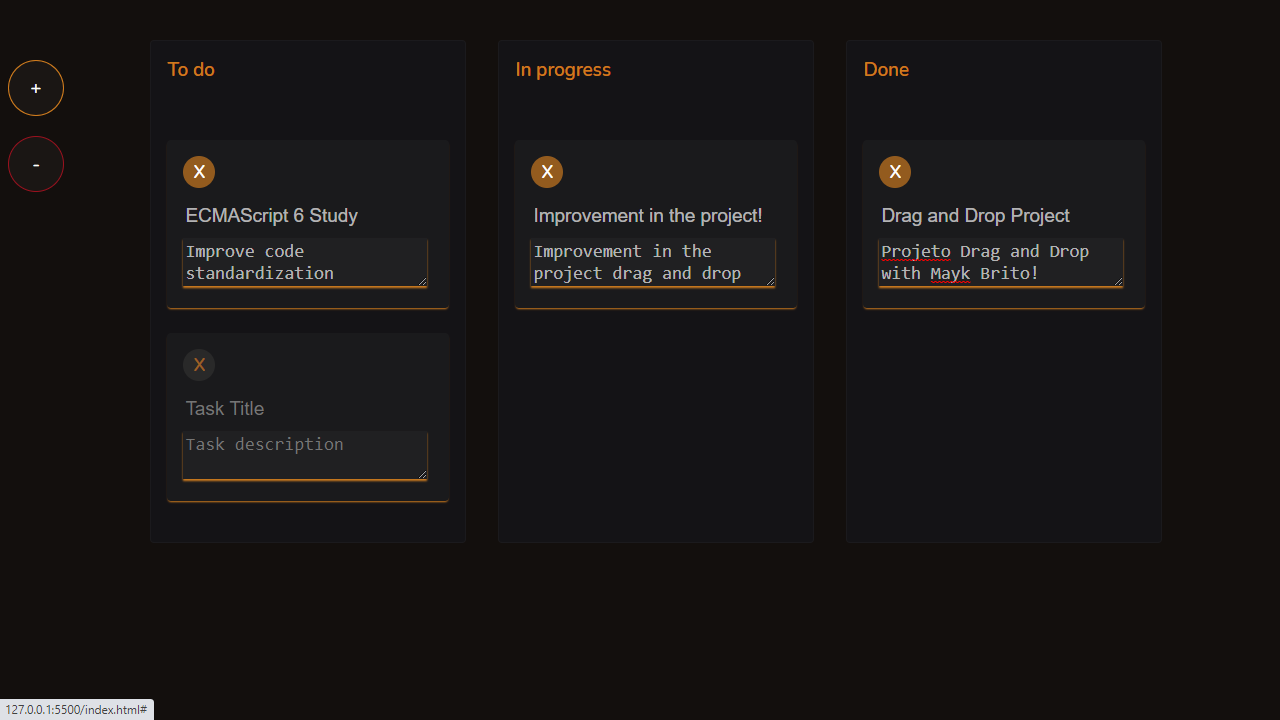 +
-
To do
X
ECMAScript 6 Study
Improve code
standardization
X
Task Title
Task description
In progress
X
Improvement in the project!
Improvement in the
project drag and drop
Done
X
Drag and Drop Project
Projeto Drag and Drop
with Mayk Brito!
127.0.0.1:5500/index.html#